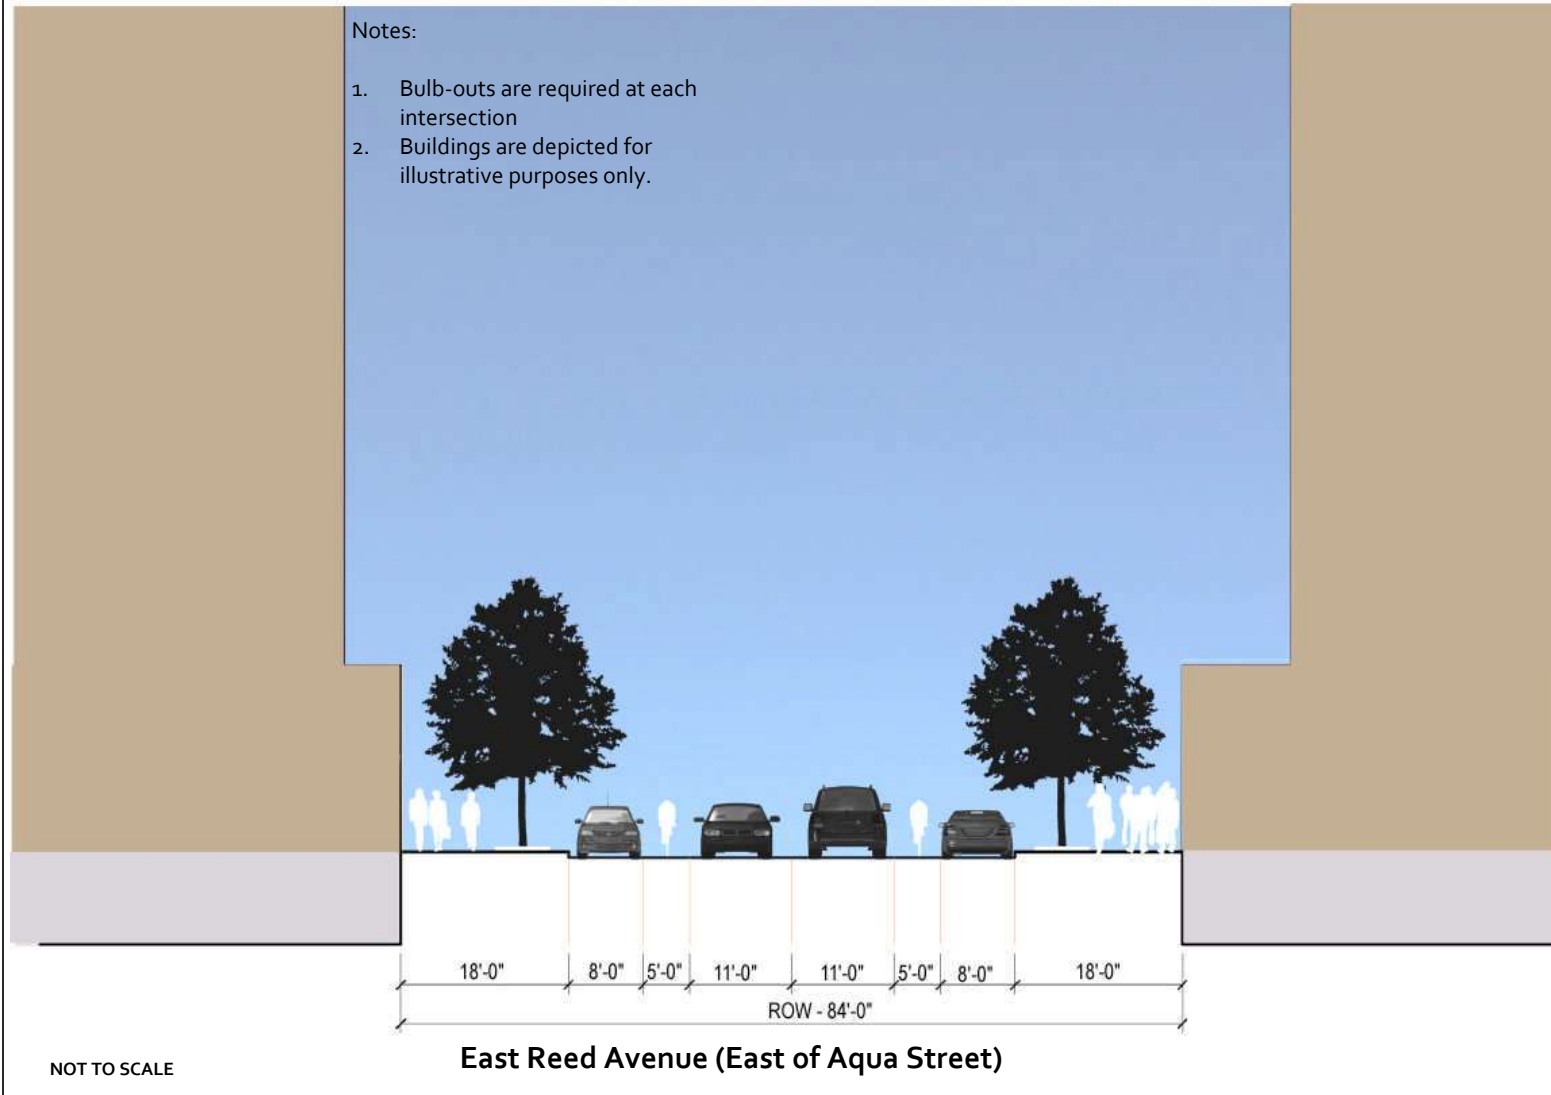 Notes:
1. Bulb-outs are required at each
intersection
2. Buildings are depicted for
illustrative purposes only.
18'-0" 8'-0" 5'-0" 11'-0" 11'-0" 5'-0" 8'-0" 18'-0"
ROW - 84'-0"
East Reed Avenue (East of Aqua Street)
NOT TO SCALE